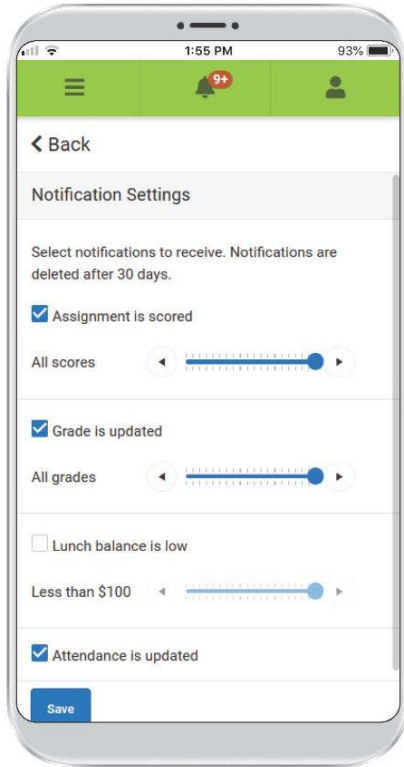 1:55 PM
93%
9+
Back
Notification Settings
Select notifications to receive. Notifications are
deleted after 30 days.
Assignment is scored
All scores
Grade is updated
All grades
Lunch balance is low
Less than $100
Attendance is updated
Save